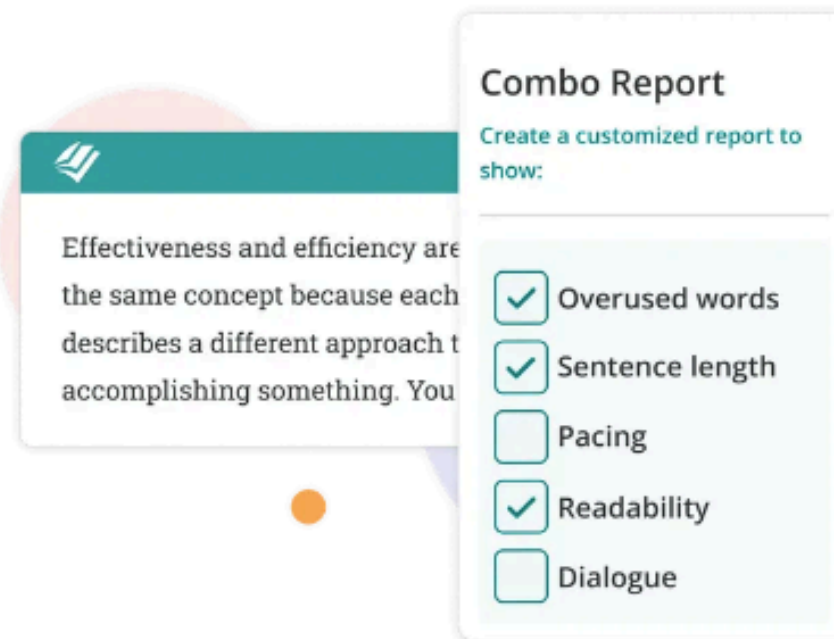 Effectiveness and efficiency are
the same concept because each
describes a different approach t
accomplishing something. You
Combo Report
Create a customized report to
show:
Overused words
Sentence length
Pacing
Readability
Dialogue